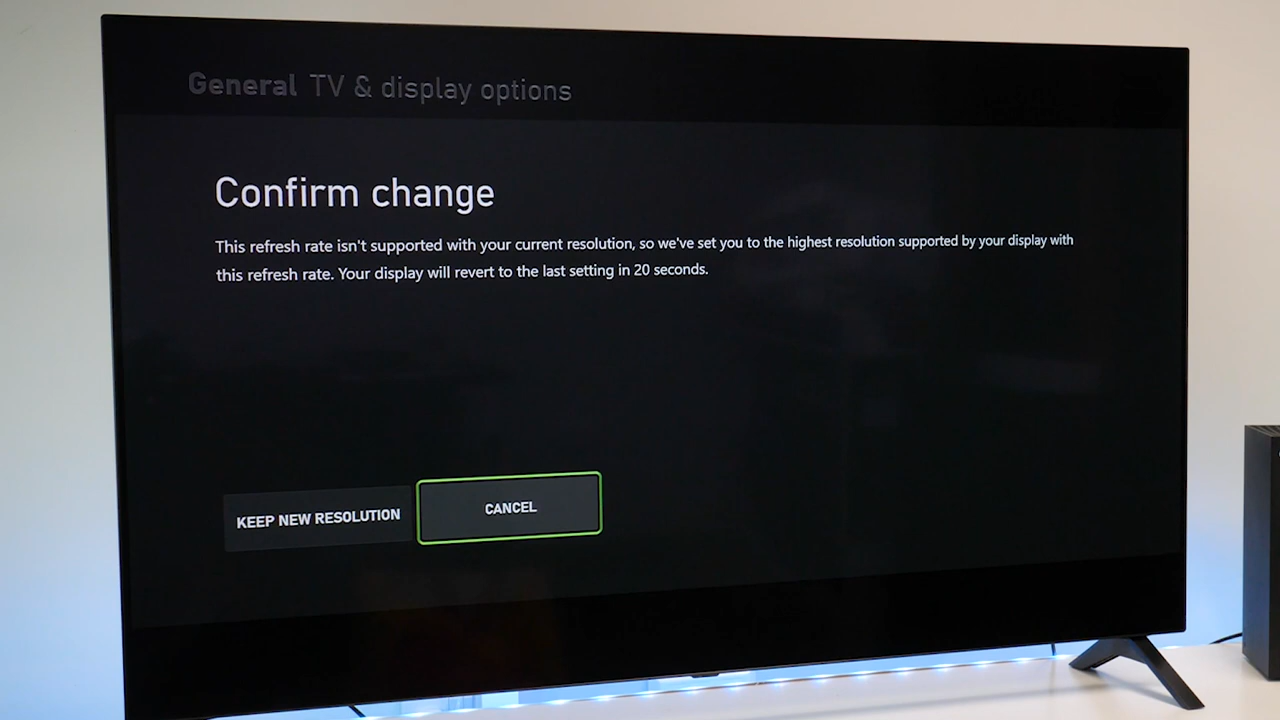 General TV & display options
Confirm change
This refresh rate isn't supported with your current resolution, so we've set you to the highest resolution supported by your display with
this refresh rate. Your display will revert to the last setting in 20 seconds.
KEEP NEW RESOLUTION
CANCEL